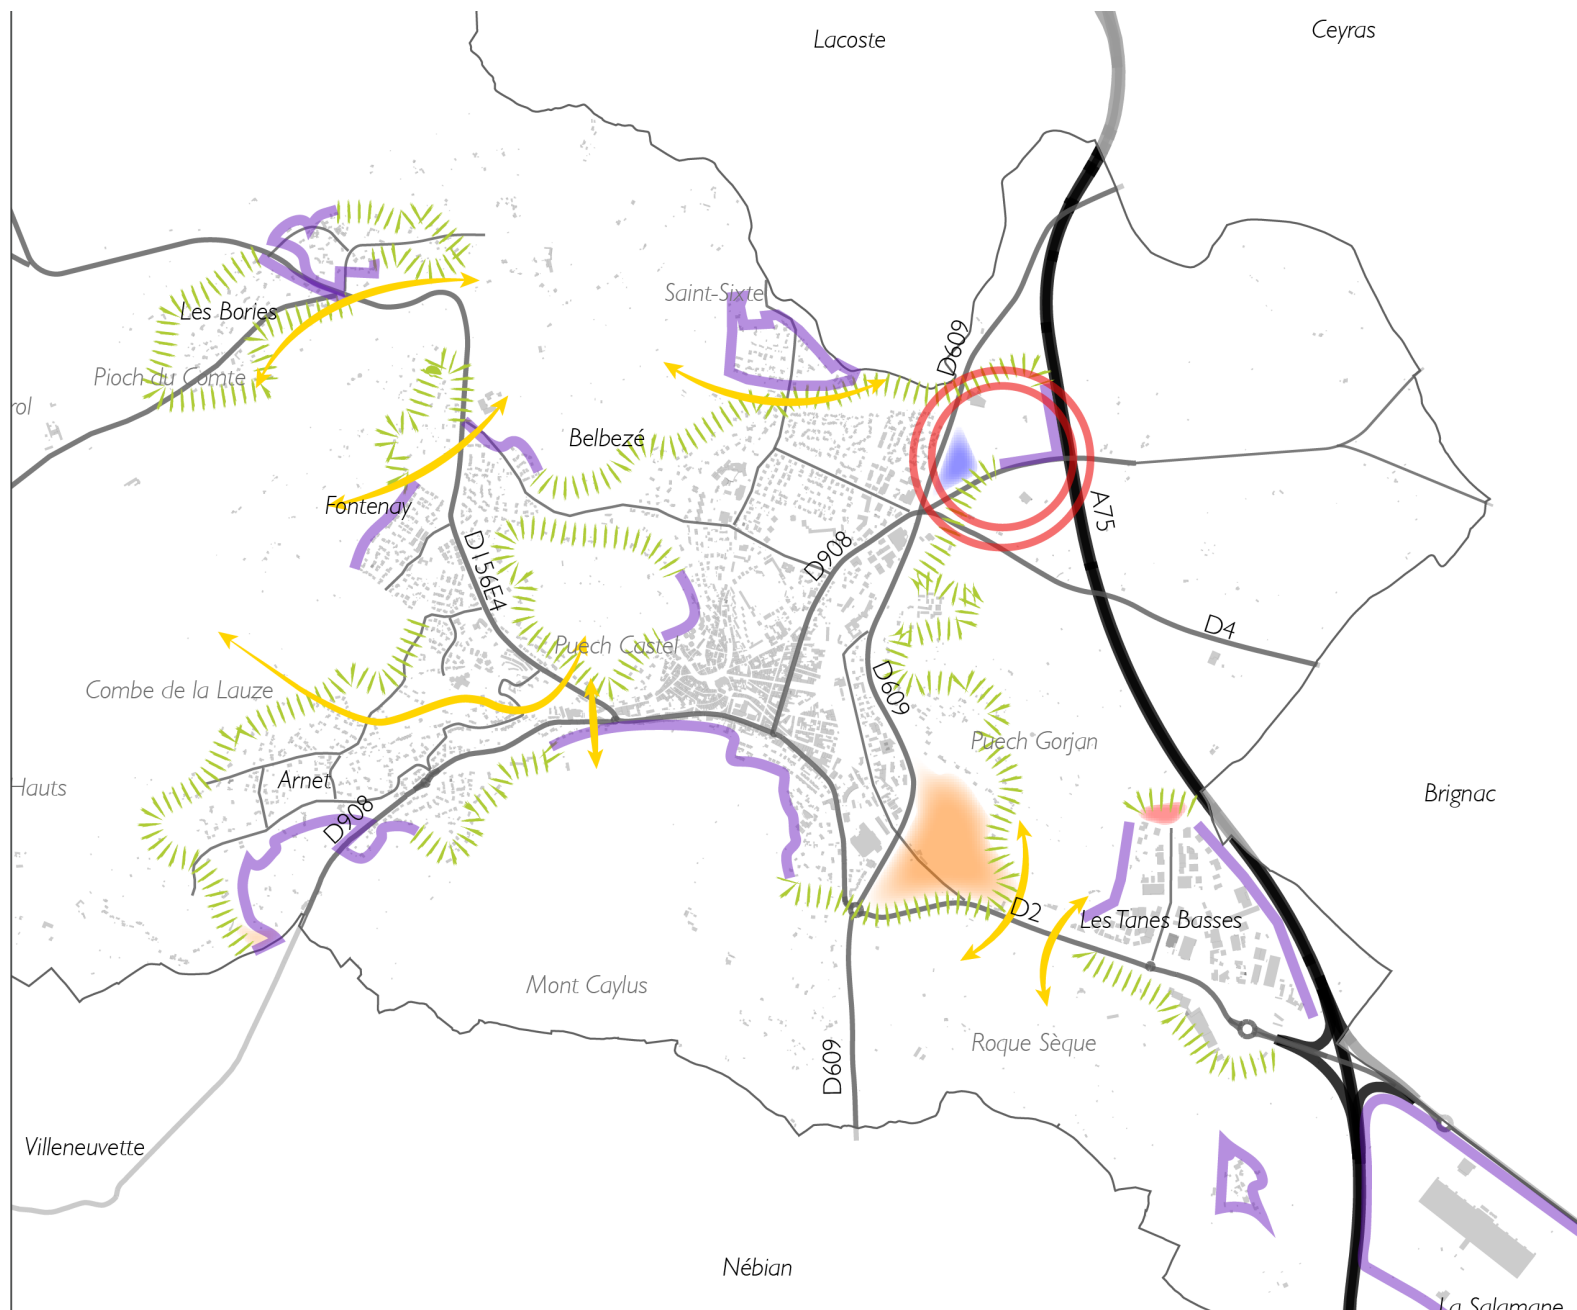 Ceyras
Lacoste
Saint-Sixte
Les Bories
D609
Pioch du Comte
rol
Belbezé
Fontenay
A75
D908
D156E4
D4
Puech Castel
D609
Combe de la Lauze
Puech Gorjan
Arnet
Hauts
Brignac
D908
D2
Les Tanes Basses
Mont Caylus
Roque Sèque
D609
Villeneuvette
Nébian
La Salamane